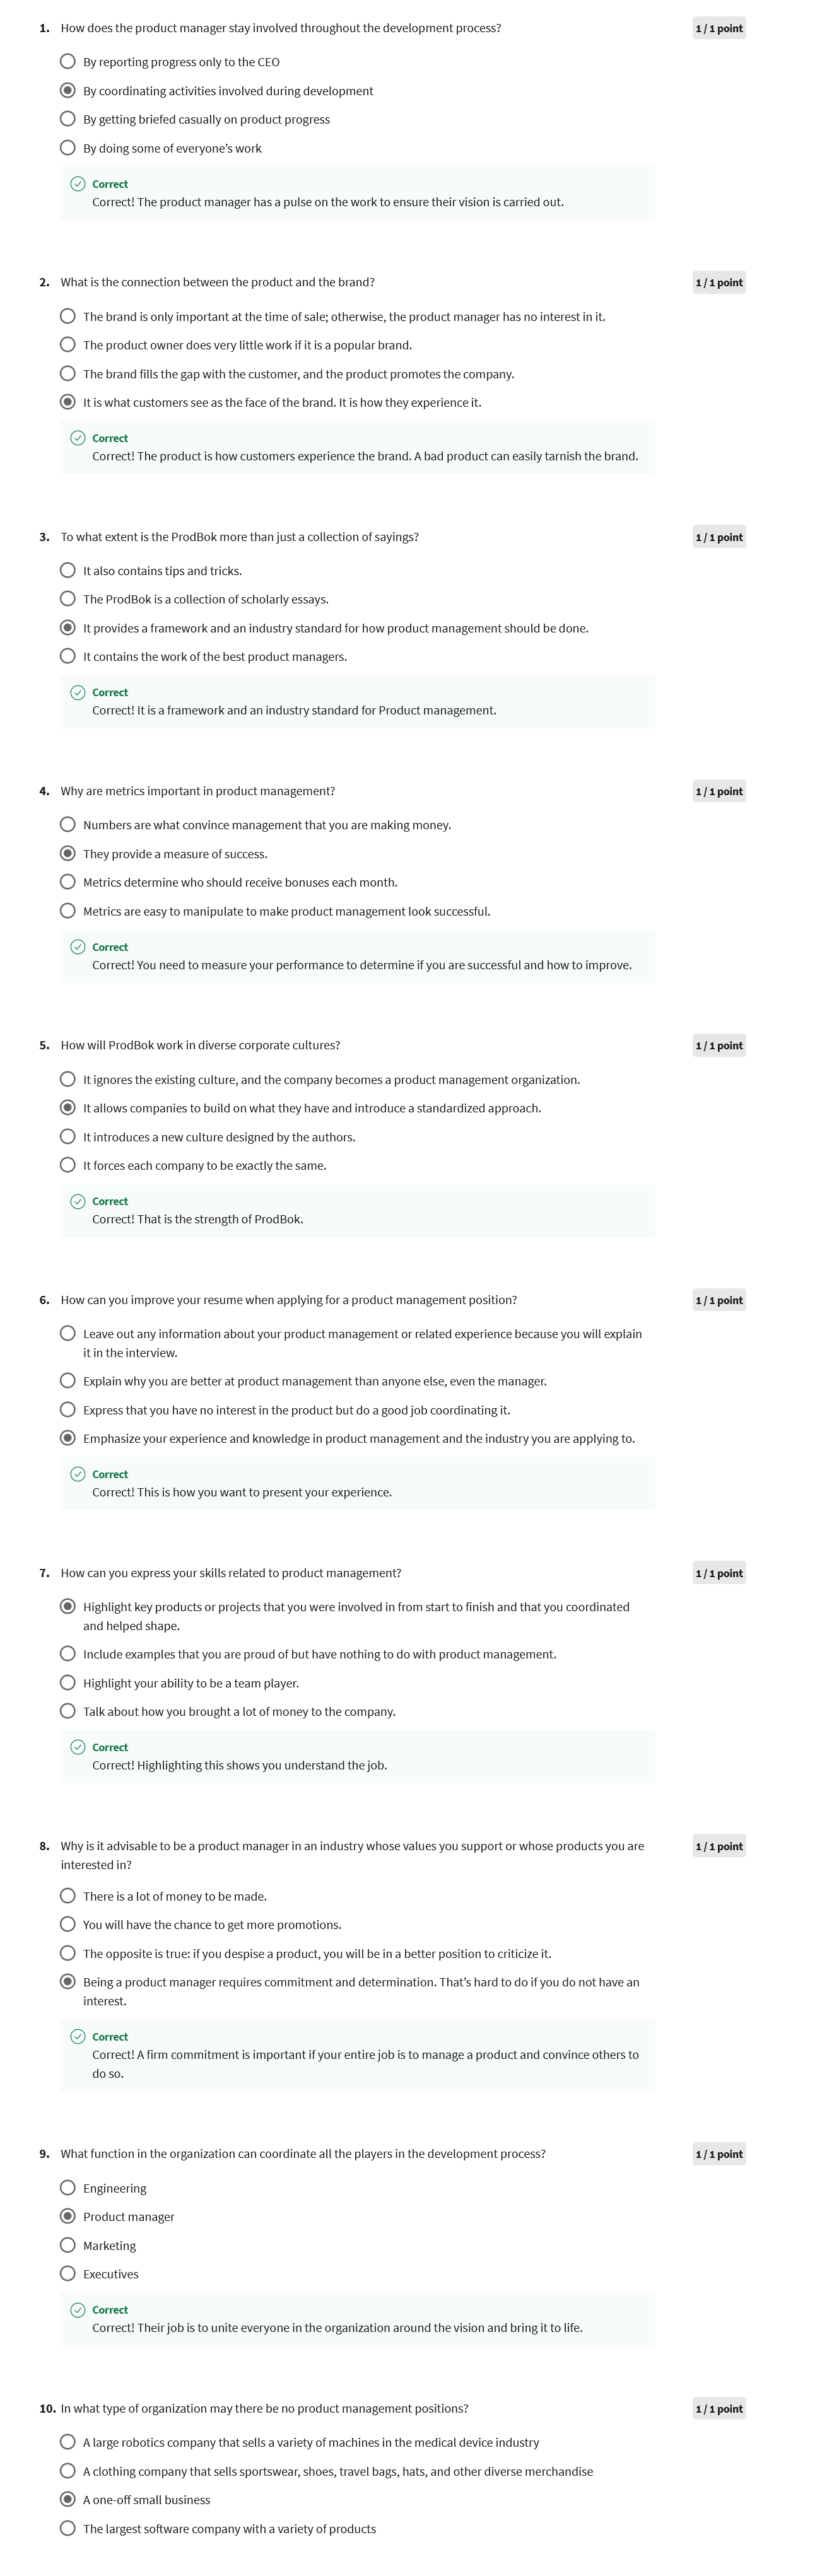 1. How does the product manager stay involved throughout the development process? 1 / 1 point
By reporting progress only to the CEO
By coordinating activities involved during development
By getting briefed casually on product progress
By doing some of everyone’s work
Correct
Correct! The product manager has a pulse on the work to ensure their vision is carried out.
2. What is the connection between the product and the brand? 1 / 1 point
The brand is only important at the time of sale; otherwise, the product manager has no interest in it.
The product owner does very little work if it is a popular brand.
The brand fills the gap with the customer, and the product promotes the company.
It is what customers see as the face of the brand. It is how they experience it.
Correct
Correct! The product is how customers experience the brand. A bad product can easily tarnish the brand.
3. To what extent is the ProdBok more than just a collection of sayings? 1 / 1 point
It also contains tips and tricks.
The ProdBok is a collection of scholarly essays.
It provides a framework and an industry standard for how product management should be done.
It contains the work of the best product managers.
Correct
Correct! It is a framework and an industry standard for Product management.
4. Why are metrics important in product management? 1 / 1 point
Numbers are what convince management that you are making money.
They provide a measure of success.
Metrics determine who should receive bonuses each month.
Metrics are easy to manipulate to make product management look successful.
Correct
Correct! You need to measure your performance to determine if you are successful and how to improve.
5. How will ProdBok work in diverse corporate cultures? 1 / 1 point
It ignores the existing culture, and the company becomes a product management organization.
It allows companies to build on what they have and introduce a standardized approach.
It introduces a new culture designed by the authors.
It forces each company to be exactly the same.
Correct
Correct! That is the strength of ProdBok.
6. How can you improve your resume when applying for a product management position? 1 / 1 point
Leave out any information about your product management or related experience because you will explain
it in the interview.
Explain why you are better at product management than anyone else, even the manager.
Express that you have no interest in the product but do a good job coordinating it.
Emphasize your experience and knowledge in product management and the industry you are applying to.
Correct
Correct! This is how you want to present your experience.
7. How can you express your skills related to product management? 1 / 1 point
Highlight key products or projects that you were involved in from start to finish and that you coordinated
and helped shape.
Include examples that you are proud of but have nothing to do with product management.
Highlight your ability to be a team player.
Talk about how you brought a lot of money to the company.
Correct
Correct! Highlighting this shows you understand the job.
8. Why is it advisable to be a product manager in an industry whose values you support or whose products you are 1 / 1 point
interested in?
There is a lot of money to be made.
You will have the chance to get more promotions.
The opposite is true: if you despise a product, you will be in a better position to criticize it.
Being a product manager requires commitment and determination. That’s hard to do if you do not have an
interest.
Correct
Correct! A firm commitment is important if your entire job is to manage a product and convince others to
do so.
9. What function in the organization can coordinate all the players in the development process? 1 / 1 point
Engineering
Product manager
Marketing
Executives
Correct
Correct! Their job is to unite everyone in the organization around the vision and bring it to life.
10. In what type of organization may there be no product management positions? 1 / 1 point
A large robotics company that sells a variety of machines in the medical device industry
A clothing company that sells sportswear, shoes, travel bags, hats, and other diverse merchandise
A one-off small business
The largest software company with a variety of products